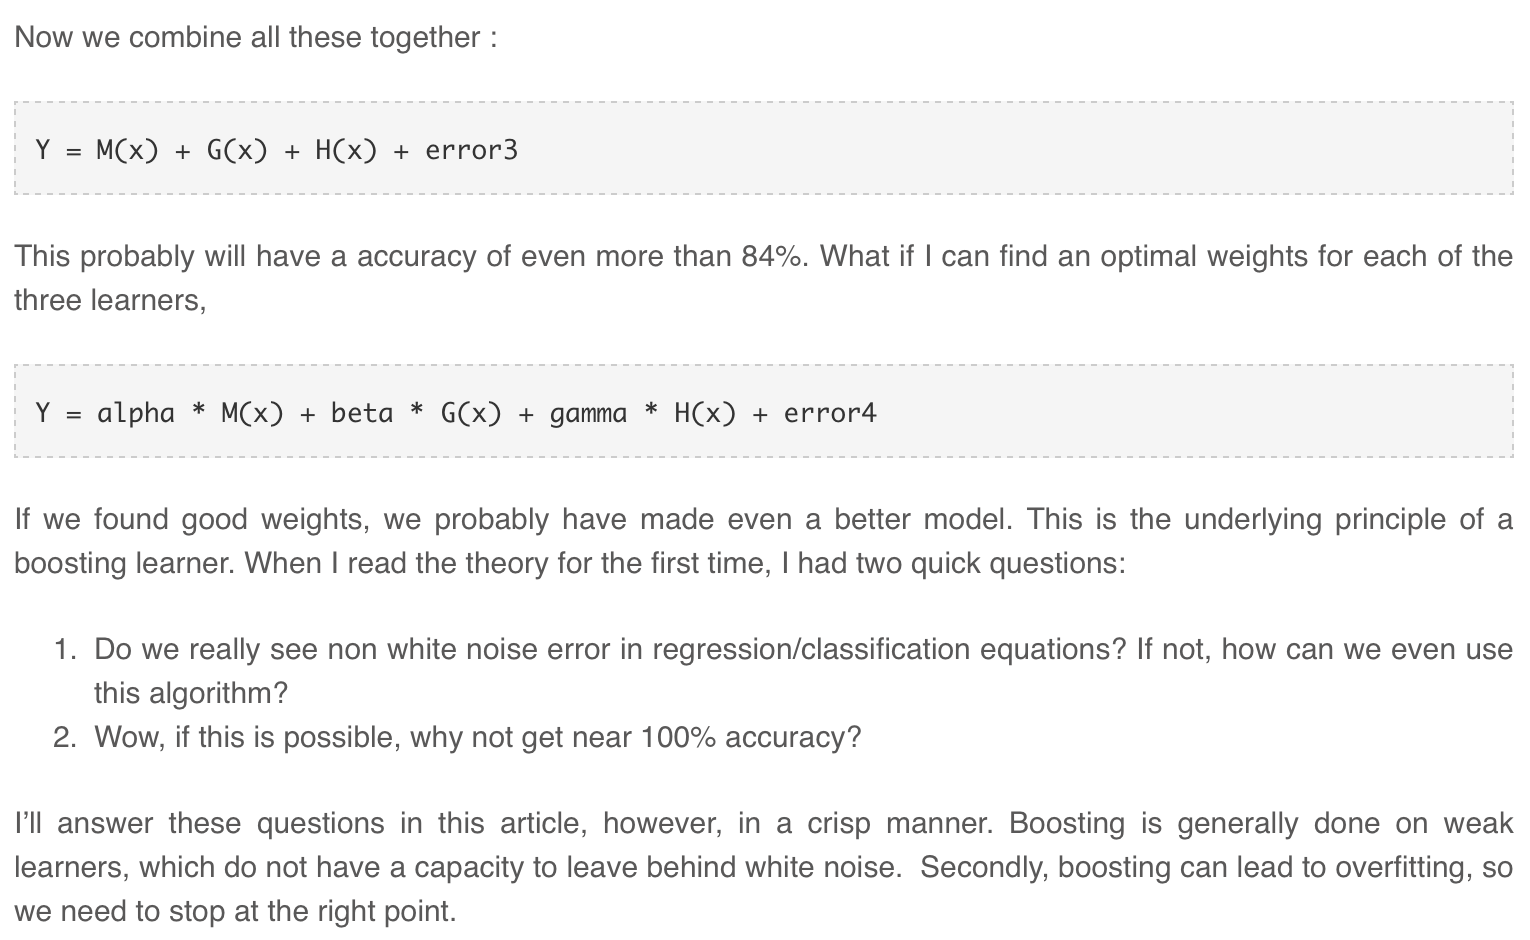 Now we combine all these together :
Y = M(x) + G(x) + H(x) + error3
This probably will have a accuracy of even more than 84%. What if I can find an optimal weights for each of the
three learners,
Y = alpha * M(x) + beta * G(x) + gamma * H(x) + error4
If we found good weights, we probably have made even a better model. This is the underlying principle of a
boosting learner. When I read the theory for the first time, I had two quick questions:
1. Do we really see non white noise error in regression/classification equations? If not, how can we even use
this algorithm?
2. Wow, if this is possible, why not get near 100% accuracy?
I’ll answer these questions in this article, however, in a crisp manner. Boosting is generally done on weak
learners, which do not have a capacity to leave behind white noise.  Secondly, boosting can lead to overfitting, so
we need to stop at the right point.